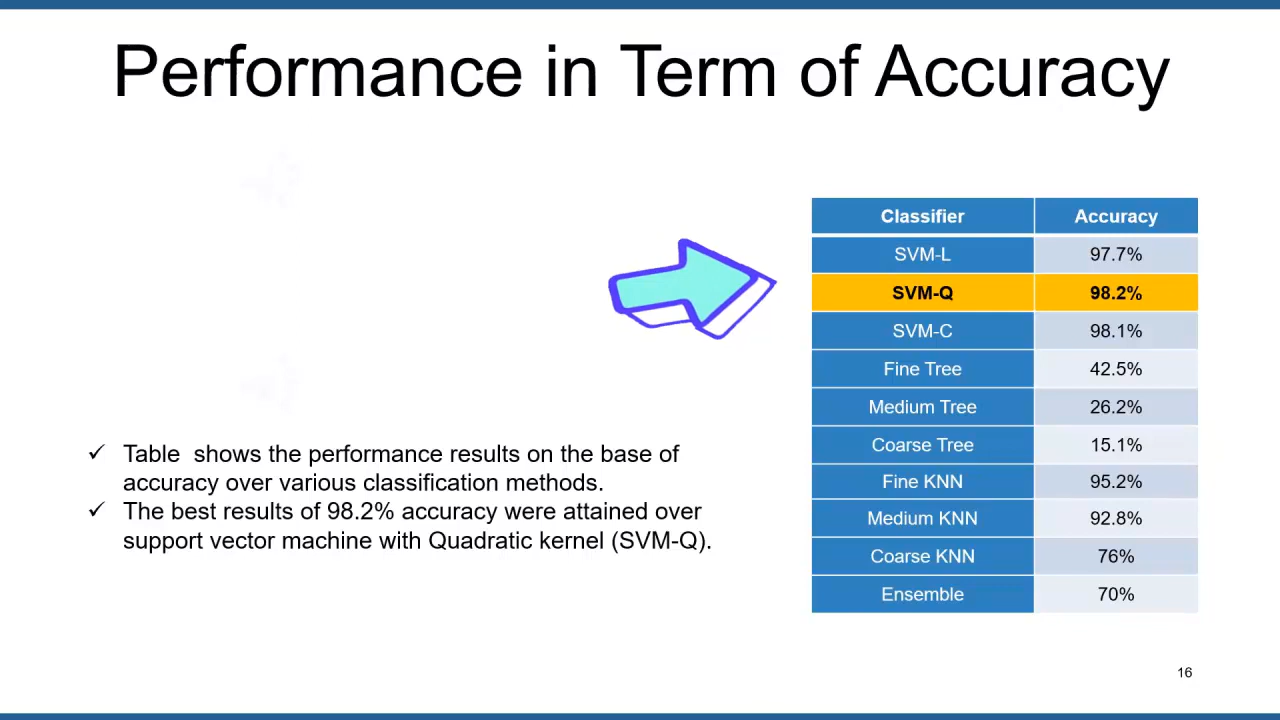 Performance in Term of Accuracy
✓ Table  shows the performance results on the base of
accuracy over various classification methods.
✓ The best results of 98.2% accuracy were attained over
support vector machine with Quadratic kernel (SVM-Q).
Classifier Accuracy
SVM-L 97.7%
SVM-Q 98.2%
SVM-C 98.1%
Fine Tree 42.5%
Medium Tree 26.2%
Coarse Tree 15.1%
Fine KNN 95.2%
Medium KNN 92.8%
Coarse KNN 76%
Ensemble 70%
16